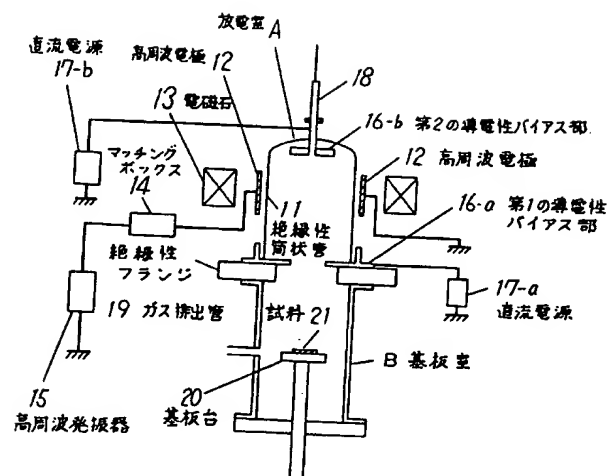 放電室 A
直流電源
17-b
高周波電極 12
18
13 電磁石
16-b 第2の導電性バイアス部
マッチング
ボックス
14
12 高周波電極
11
絶縁性
筒状管
16-a 第1の導電性
バイアス部
絶縁性
フランジ
19 ガス排出管
試料 21
17-a
直流電源
B 基板室
20
基板台
15
高周波発振器